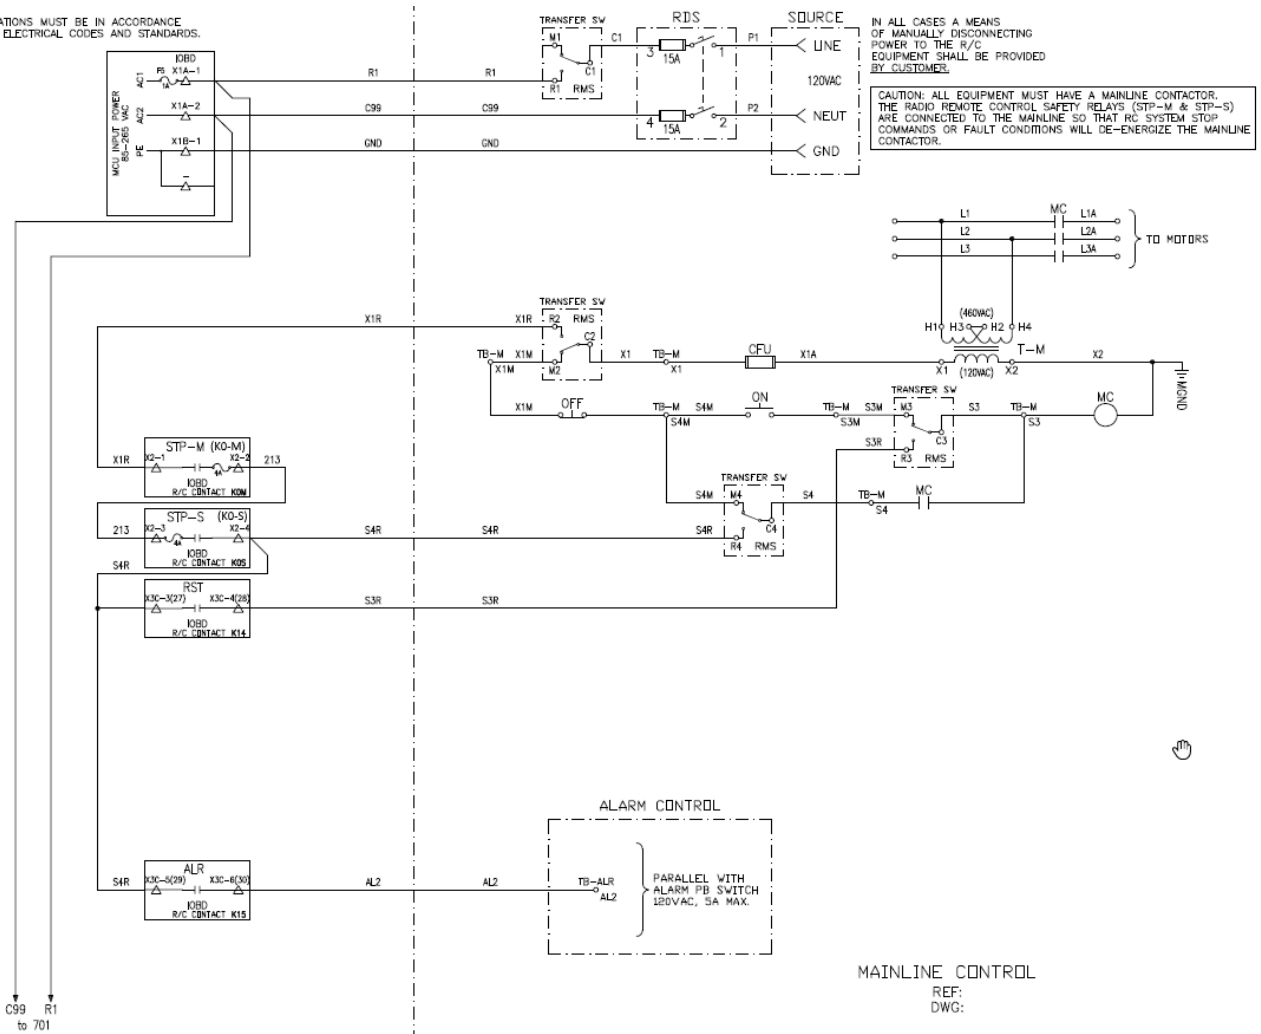 ATIONS MUST BE IN ACCORDANCE
ELECTRICAL CODES AND STANDARDS.
TRANSFER SW
M1
C1
R1
RMS
C1
RDS
3
15A
1
4
15A
2
P1
P2
SOURCE
LINE
120VAC
NEUT
GND
IN ALL CASES A MEANS
OF MANUALLY DISCONNECTING
POWER TO THE R/C
EQUIPMENT SHALL BE PROVIDED
BY CUSTOMER.
CAUTION: ALL EQUIPMENT MUST HAVE A MAINLINE CONTACTOR.
THE RADIO REMOTE CONTROL SAFETY RELAYS (STP-M & STP-S)
ARE CONNECTED TO THE MAINLINE SO THAT RC SYSTEM STOP
COMMANDS OR FAULT CONDITIONS WILL DE-ENERGIZE THE MAINLINE
CONTACTOR.
IOBD
MCU INPUT POWER
85-265 VAC
AC1
F5
1A
X1A-1
AC2
X1A-2
PE
X1B-1
-
R1
R1
C99
C99
GND
GND
L1
MC
L1A
L2
L2A
L3
L3A
TO MOTORS
(460VAC)
H1
H3
H2
H4
T-M
X1
(120VAC)
X2
X2
MGND
X1R
X1R
TRANSFER SW
R2
RMS
C2
M2
TB-M
X1M
X1M
X1
TB-M
X1
CFU
X1A
X1M
OFF
TB-M
S4M
S4M
ON
TB-M
S3M
S3M
TRANSFER SW
M3
C3
R3
RMS
S3R
S3
TB-M
S3
MC
TRANSFER SW
S4M
M4
C4
S4R
R4
RMS
S4
TB-M
S4
MC
STP-M (K0-M)
X1R
X2-1
4A
X2-2
213
IOBD
R/C CONTACT K0M
STP-S (K0-S)
213
X2-3
4A
X2-4
IOBD
R/C CONTACT K0S
S4R
S4R
S4R
RST
X3C-3(27)
X3C-4(28)
IOBD
R/C CONTACT K14
S3R
S3R
ALARM CONTROL
ALR
S4R
X3C-5(29)
X3C-6(30)
IOBD
R/C CONTACT K15
AL2
AL2
TB-ALR
AL2
PARALLEL WITH
ALARM PB SWITCH
120VAC, 5A MAX.
MAINLINE CONTROL
REF:
DWG:
C99
R1
to 701